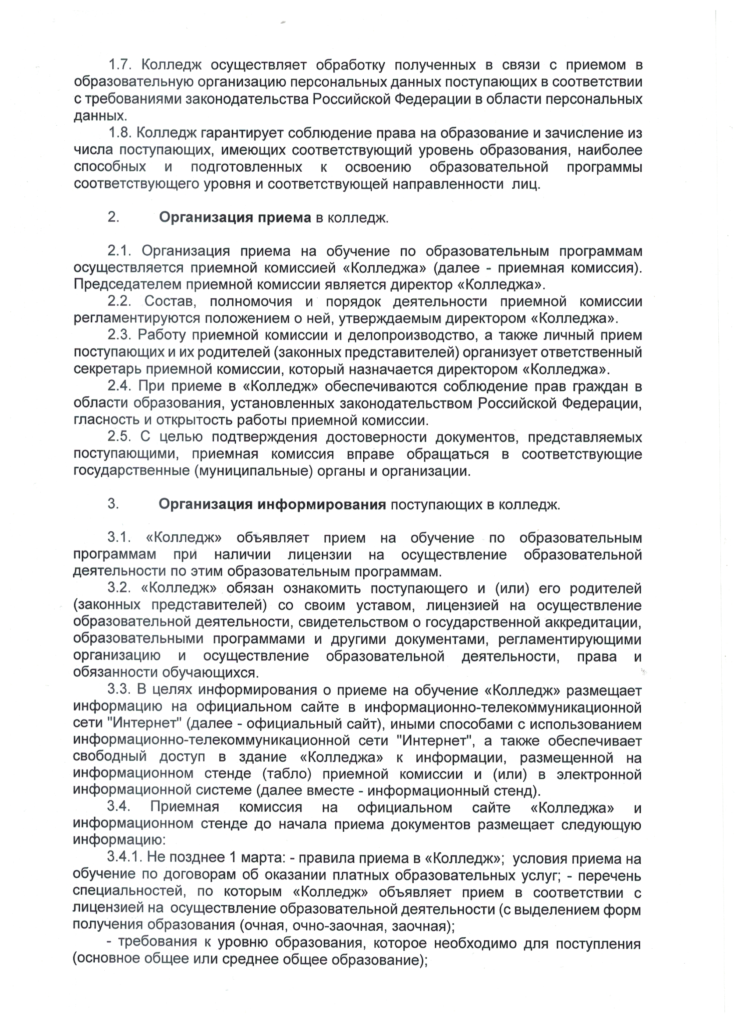 1.7. Колледж осуществляет обработку полученных в связи с приемом в
образовательную организацию персональных данных поступающих в соответствии
с требованиями законодательства Российской Федерации в области персональных
данных.
1.8. Колледж гарантирует соблюдение права на образование и зачисление из
числа поступающих, имеющих соответствующий уровень образования, наиболее
способных и подготовленных к освоению образовательной программы
соответствующего уровня и соответствующей направленности лиц.
2. Организация приема в колледж.
2.1. Организация приема на обучение по образовательным программам
осуществляется приемной комиссией «Колледжа» (далее - приемная комиссия).
Председателем приемной комиссии является директор «Колледжа».
2.2. Состав, полномочия и порядок деятельности приемной комиссии
регламентируются положением о ней, утверждаемым директором «Колледжа».
2.3. Работу приемной комиссии и делопроизводство, а также личный прием
поступающих и их родителей (законных представителей) организует ответственный
секретарь приемной комиссии, который назначается директором «Колледжа».
2.4. При приеме в «Колледж» обеспечиваются соблюдение прав граждан в
области образования, установленных законодательством Российской Федерации,
гласность и открытость работы приемной комиссии.
2.5. С целью подтверждения достоверности документов, представляемых
поступающими, приемная комиссия вправе обращаться в соответствующие
государственные (муниципальные) органы и организации.
3. Организация информирования поступающих в колледж.
3.1. «Колледж» объявляет прием на обучение по образовательным
программам при наличии лицензии на осуществление образовательной
деятельности по этим образовательным программам.
3.2. «Колледж» обязан ознакомить поступающего и (или) его родителей
(законных представителей) со своим уставом, лицензией на осуществление
образовательной деятельности, свидетельством о государственной аккредитации,
образовательными программами и другими документами, регламентирующими
организацию и осуществление образовательной деятельности, права и
обязанности обучающихся.
3.3. В целях информирования о приеме на обучение «Колледж» размещает
информацию на официальном сайте в информационно-телекоммуникационной
сети "Интернет" (далее - официальный сайт), иными способами с использованием
информационно-телекоммуникационной сети "Интернет", а также обеспечивает
свободный доступ в здание «Колледжа» к информации, размещенной на
информационном стенде (табло) приемной комиссии и (или) в электронной
информационной системе (далее вместе - информационный стенд).
3.4. Приемная комиссия на официальном сайте «Колледжа» и
информационном стенде до начала приема документов размещает следующую
информацию:
3.4.1. Не позднее 1 марта: - правила приема в «Колледж»; условия приема на
обучение по договорам об оказании платных образовательных услуг; - перечень
специальностей, по которым «Колледж» объявляет прием в соответствии с
лицензией на осуществление образовательной деятельности (с выделением форм
получения образования (очная, очно-заочная, заочная);
- требования к уровню образования, которое необходимо для поступления
(основное общее или среднее общее образование);